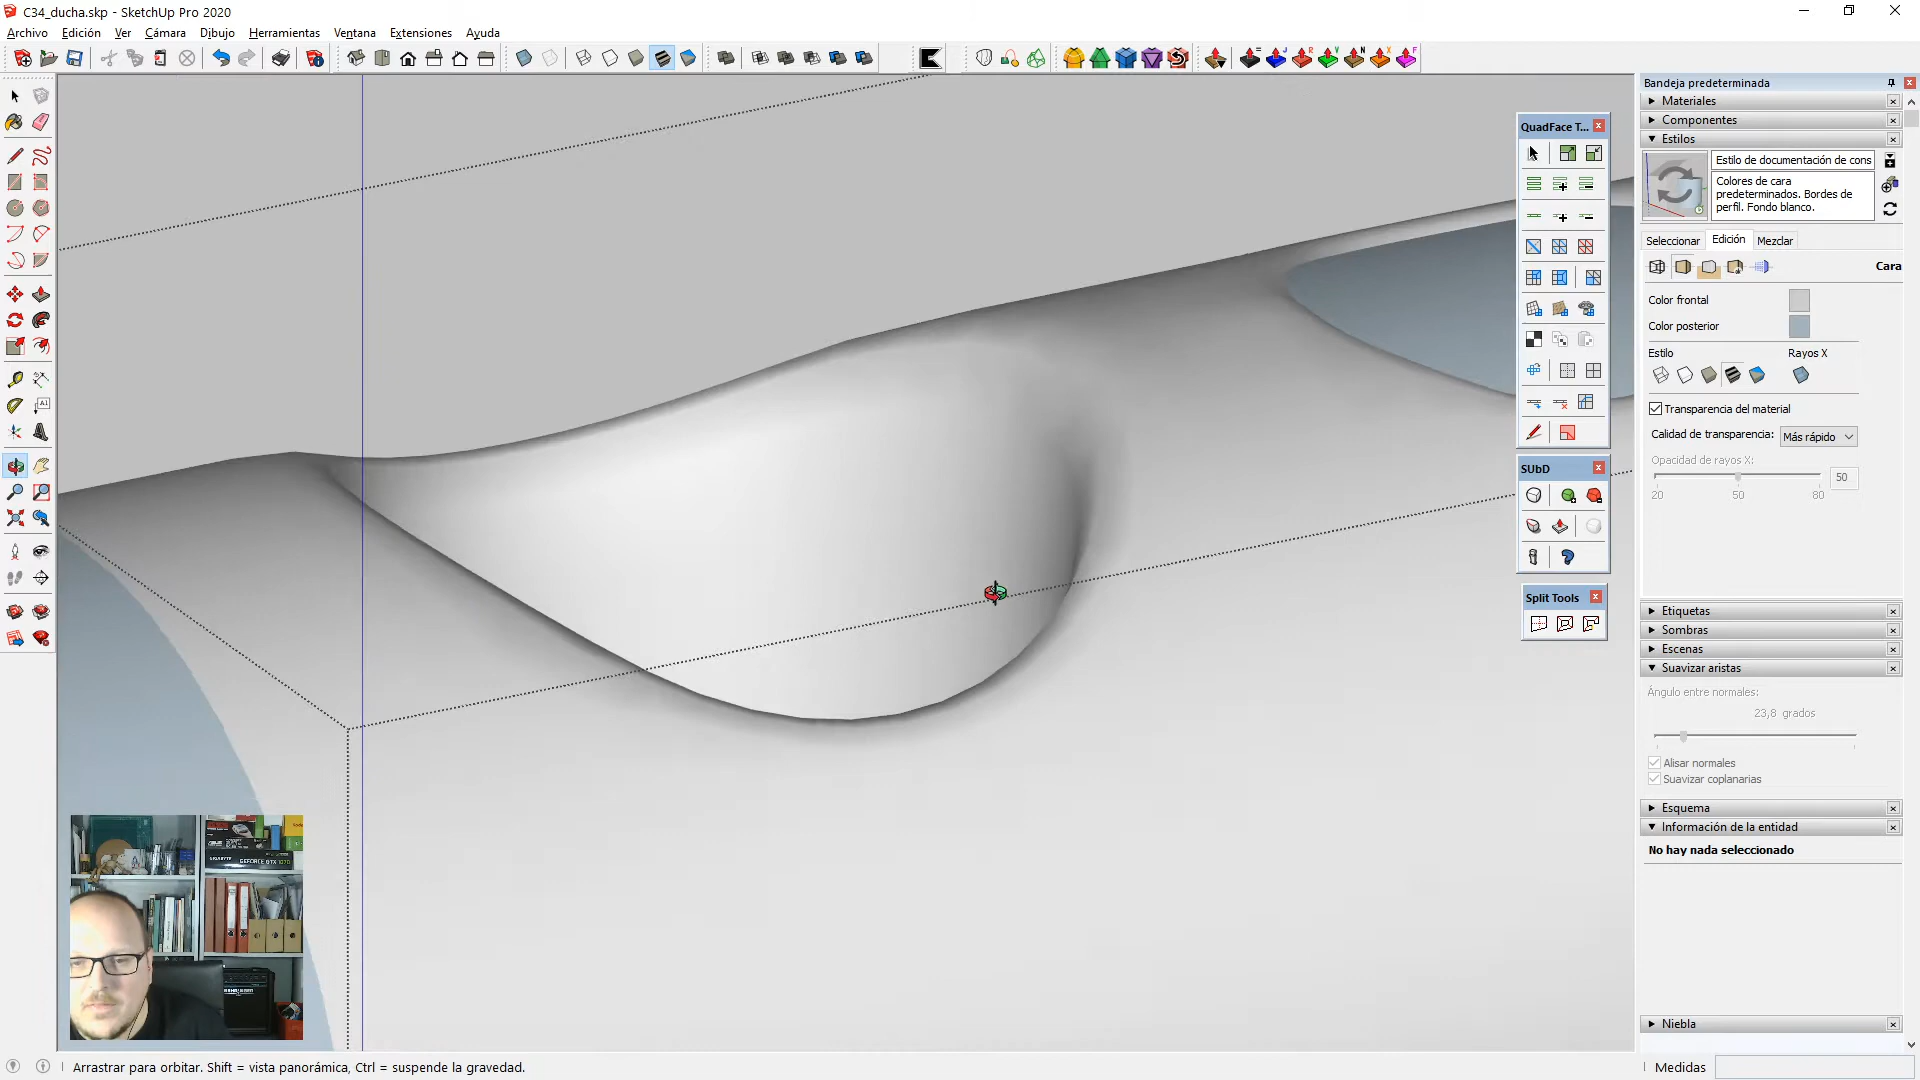 C34_ducha.skp - SketchUp Pro 2020
Archivo Edición Ver Cámara Dibujo Herramientas Ventana Extensiones Ayuda
Bandeja predeterminada
Materiales
Componentes
Estilos
Estilo de documentación de cons
Colores de cara
predeterminados. Bordes de
perfil. Fondo blanco.
Seleccionar Edición Mezclar
Cara
Color frontal
Color posterior
Estilo Rayos X
Transparencia del material
Calidad de transparencia: Más rápido
Opacidad de rayos X: 50
20 50 80
Etiquetas
Sombras
Escenas
Suavizar aristas
Ángulo entre normales:
23,8 grados
Alisar normales
Suavizar coplanarias
Esquema
Información de la entidad
No hay nada seleccionado
Niebla
QuadFace T...
SUbD
Split Tools
GEFORCE GTX 1070
Arrastrar para orbitar. Shift = vista panorámica, Ctrl = suspende la gravedad.
Medidas